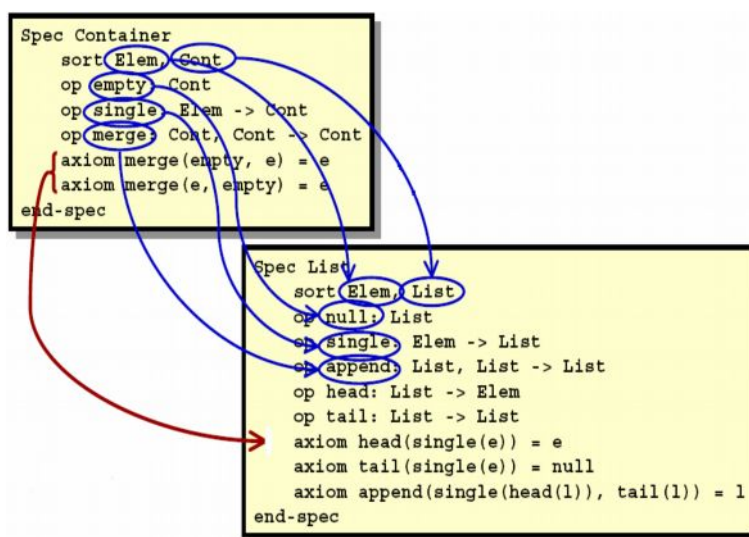 Spec Container
sort Elem, Cont
op empty: Cont
op single: Elem -> Cont
op merge: Cont, Cont -> Cont
axiom merge(empty, e) = e
axiom merge(e, empty) = e
end-spec
Spec List
sort Elem, List
op null: List
op single: Elem -> List
op append: List, List -> List
op head: List -> Elem
op tail: List -> List
axiom head(single(e)) = e
axiom tail(single(e)) = null
axiom append(single(head(l)), tail(l)) = l
end-spec